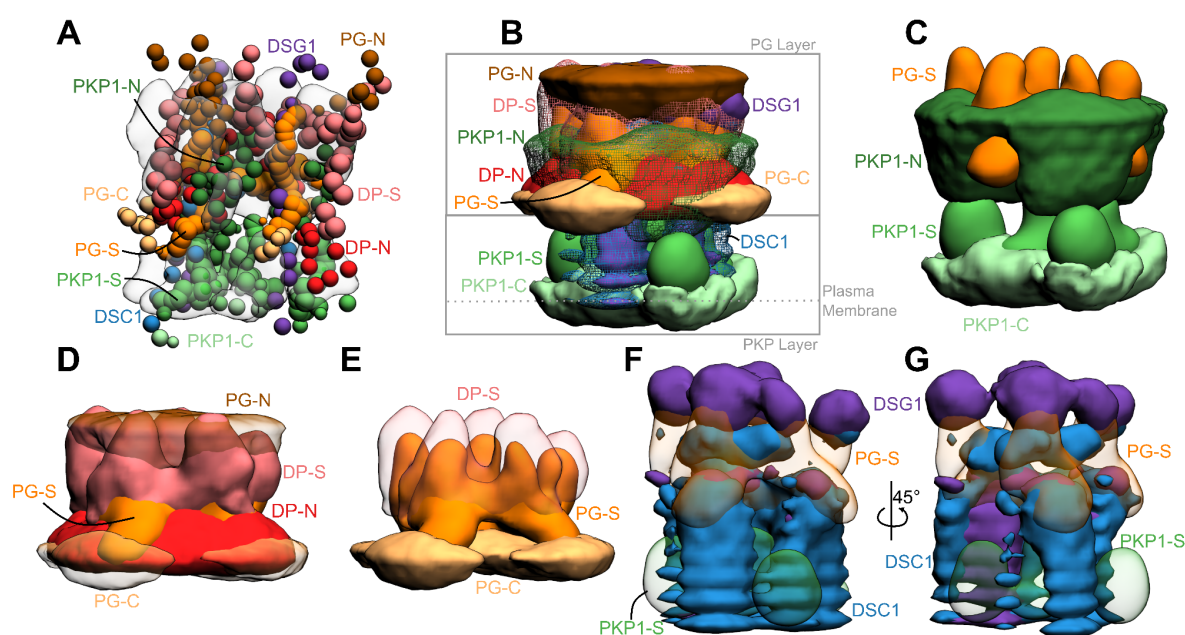 A
DSG1
PG-N
PKP1-N
PG-C
DP-S
PG-S
DP-N
PKP1-S
DSC1
PKP1-C
B
PG Layer
PG-N
DP-S
DSG1
PKP1-N
DP-N
PG-C
PG-S
DSC1
PKP1-S
PKP1-C
Plasma
Membrane
PKP Layer
C
PG-S
PKP1-N
PKP1-S
PKP1-C
D
PG-N
DP-S
PG-S
DP-N
PG-C
E
DP-S
PG-S
PG-C
F
DSG1
PG-S
45°
DSC1
PKP1-S
DSC1
G
PG-S
PKP1-S